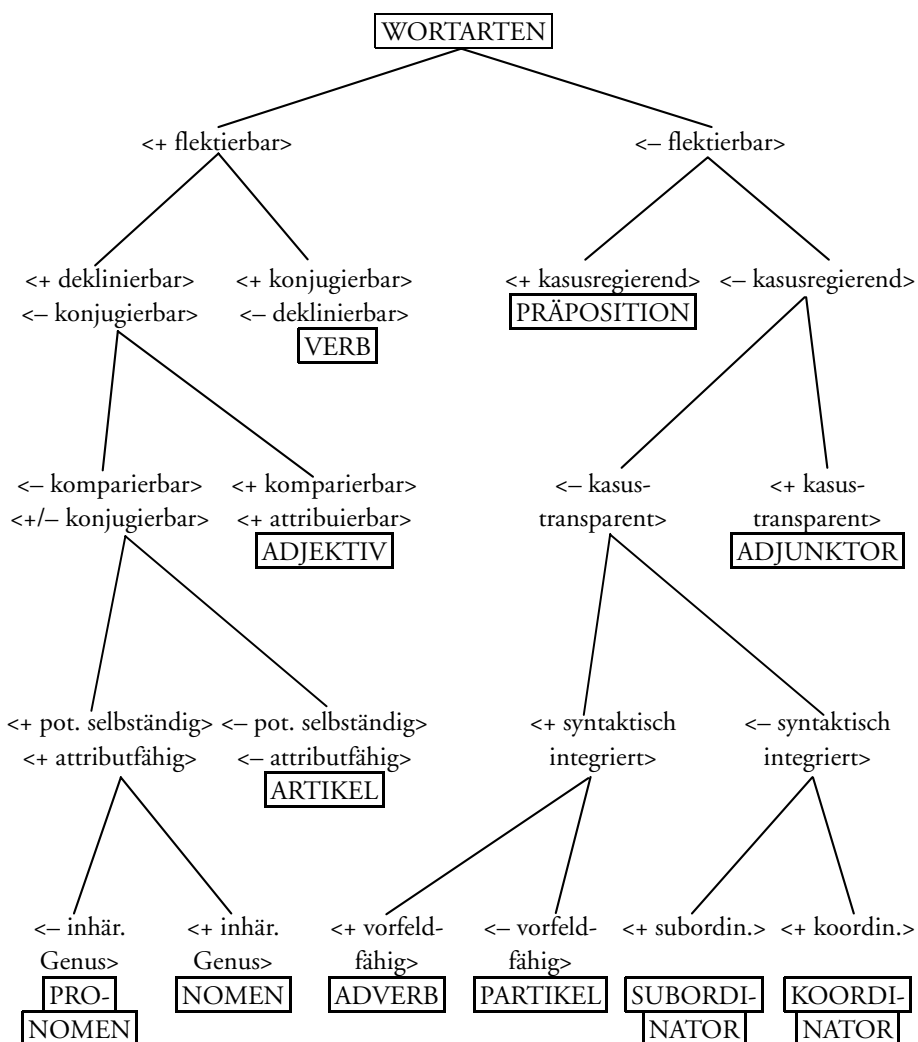 WORTARTEN
<+ flektierbar> <– flektierbar>
<+ deklinierbar> <+ konjugierbar> <+ kasusregierend> <– kasusregierend>
<– konjugierbar> <– deklinierbar> PRÄPOSITION
VERB
<– komparierbar> <+ komparierbar> <– kasus- <+ kasus-
<+/– konjugierbar> <+ attribuierbar> transparent> transparent>
ADJEKTIV ADJUNKTOR
<+ pot. selbständig> <– pot. selbständig> <+ syntaktisch <– syntaktisch
<+ attributfähig> <– attributfähig> integriert> integriert>
ARTIKEL
<– inhär. <+ inhär. <+ vorfeld- <– vorfeld- <+ subordin.> <+ koordin.>
Genus> Genus> fähig> fähig>
PRO- NOMEN ADVERB PARTIKEL SUBORDI- KOORDI-
NOMEN NATOR NATOR